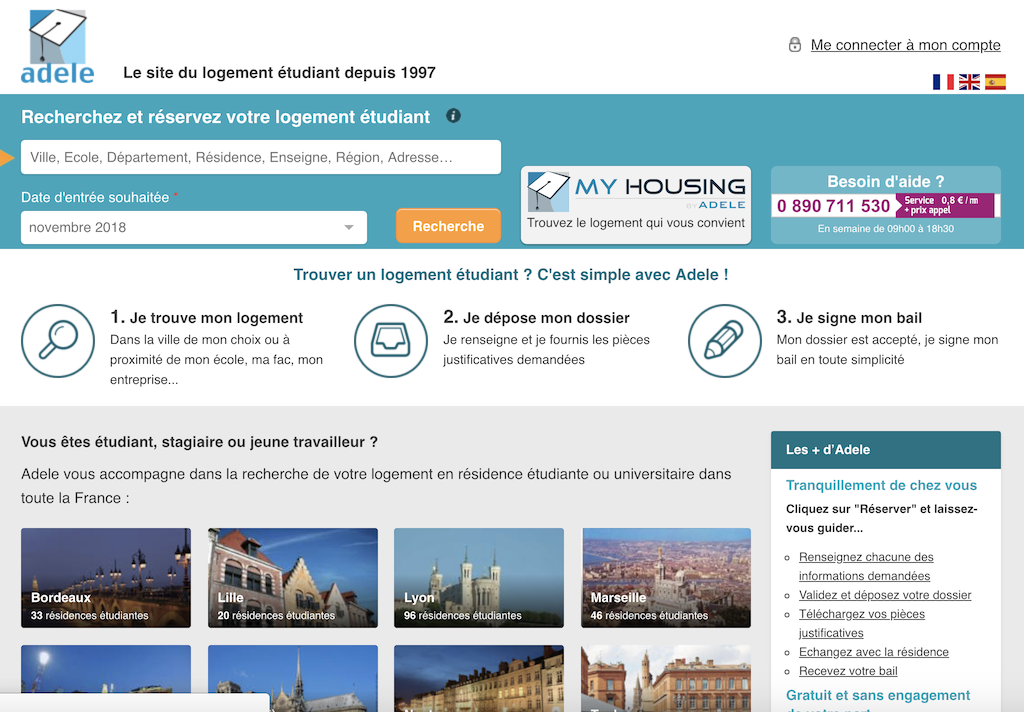 adele
Le site du logement étudiant depuis 1997
Me connecter à mon compte
Recherchez et réservez votre logement étudiant i
Ville, Ecole, Département, Résidence, Enseigne, Région, Adresse…
Date d'entrée souhaitée *
novembre 2018
Recherche
MY HOUSING
BY ADELE
Trouvez le logement qui vous convient
Besoin d'aide ?
0 890 711 530
Service 0,8 € / mn
+ prix appel
En semaine de 09h00 à 18h30
Trouver un logement étudiant ? C'est simple avec Adele !
1. Je trouve mon logement
Dans la ville de mon choix ou à
proximité de mon école, ma fac, mon
entreprise...
2. Je dépose mon dossier
Je renseigne et je fournis les pièces
justificatives demandées
3. Je signe mon bail
Mon dossier est accepté, je signe mon
bail en toute simplicité
Vous êtes étudiant, stagiaire ou jeune travailleur ?
Adele vous accompagne dans la recherche de votre logement en résidence étudiante ou universitaire dans
toute la France :
Bordeaux
33 résidences étudiantes
Lille
20 résidences étudiantes
Lyon
96 résidences étudiantes
Marseille
46 résidences étudiantes
Les + d'Adele
Tranquillement de chez vous
Cliquez sur "Réserver" et laissez-
vous guider...
Renseignez chacune des
informations demandées
Validez et déposez votre dossier
Téléchargez vos pièces
justificatives
Echangez avec la résidence
Recevez votre bail
Gratuit et sans engagement
de votre part